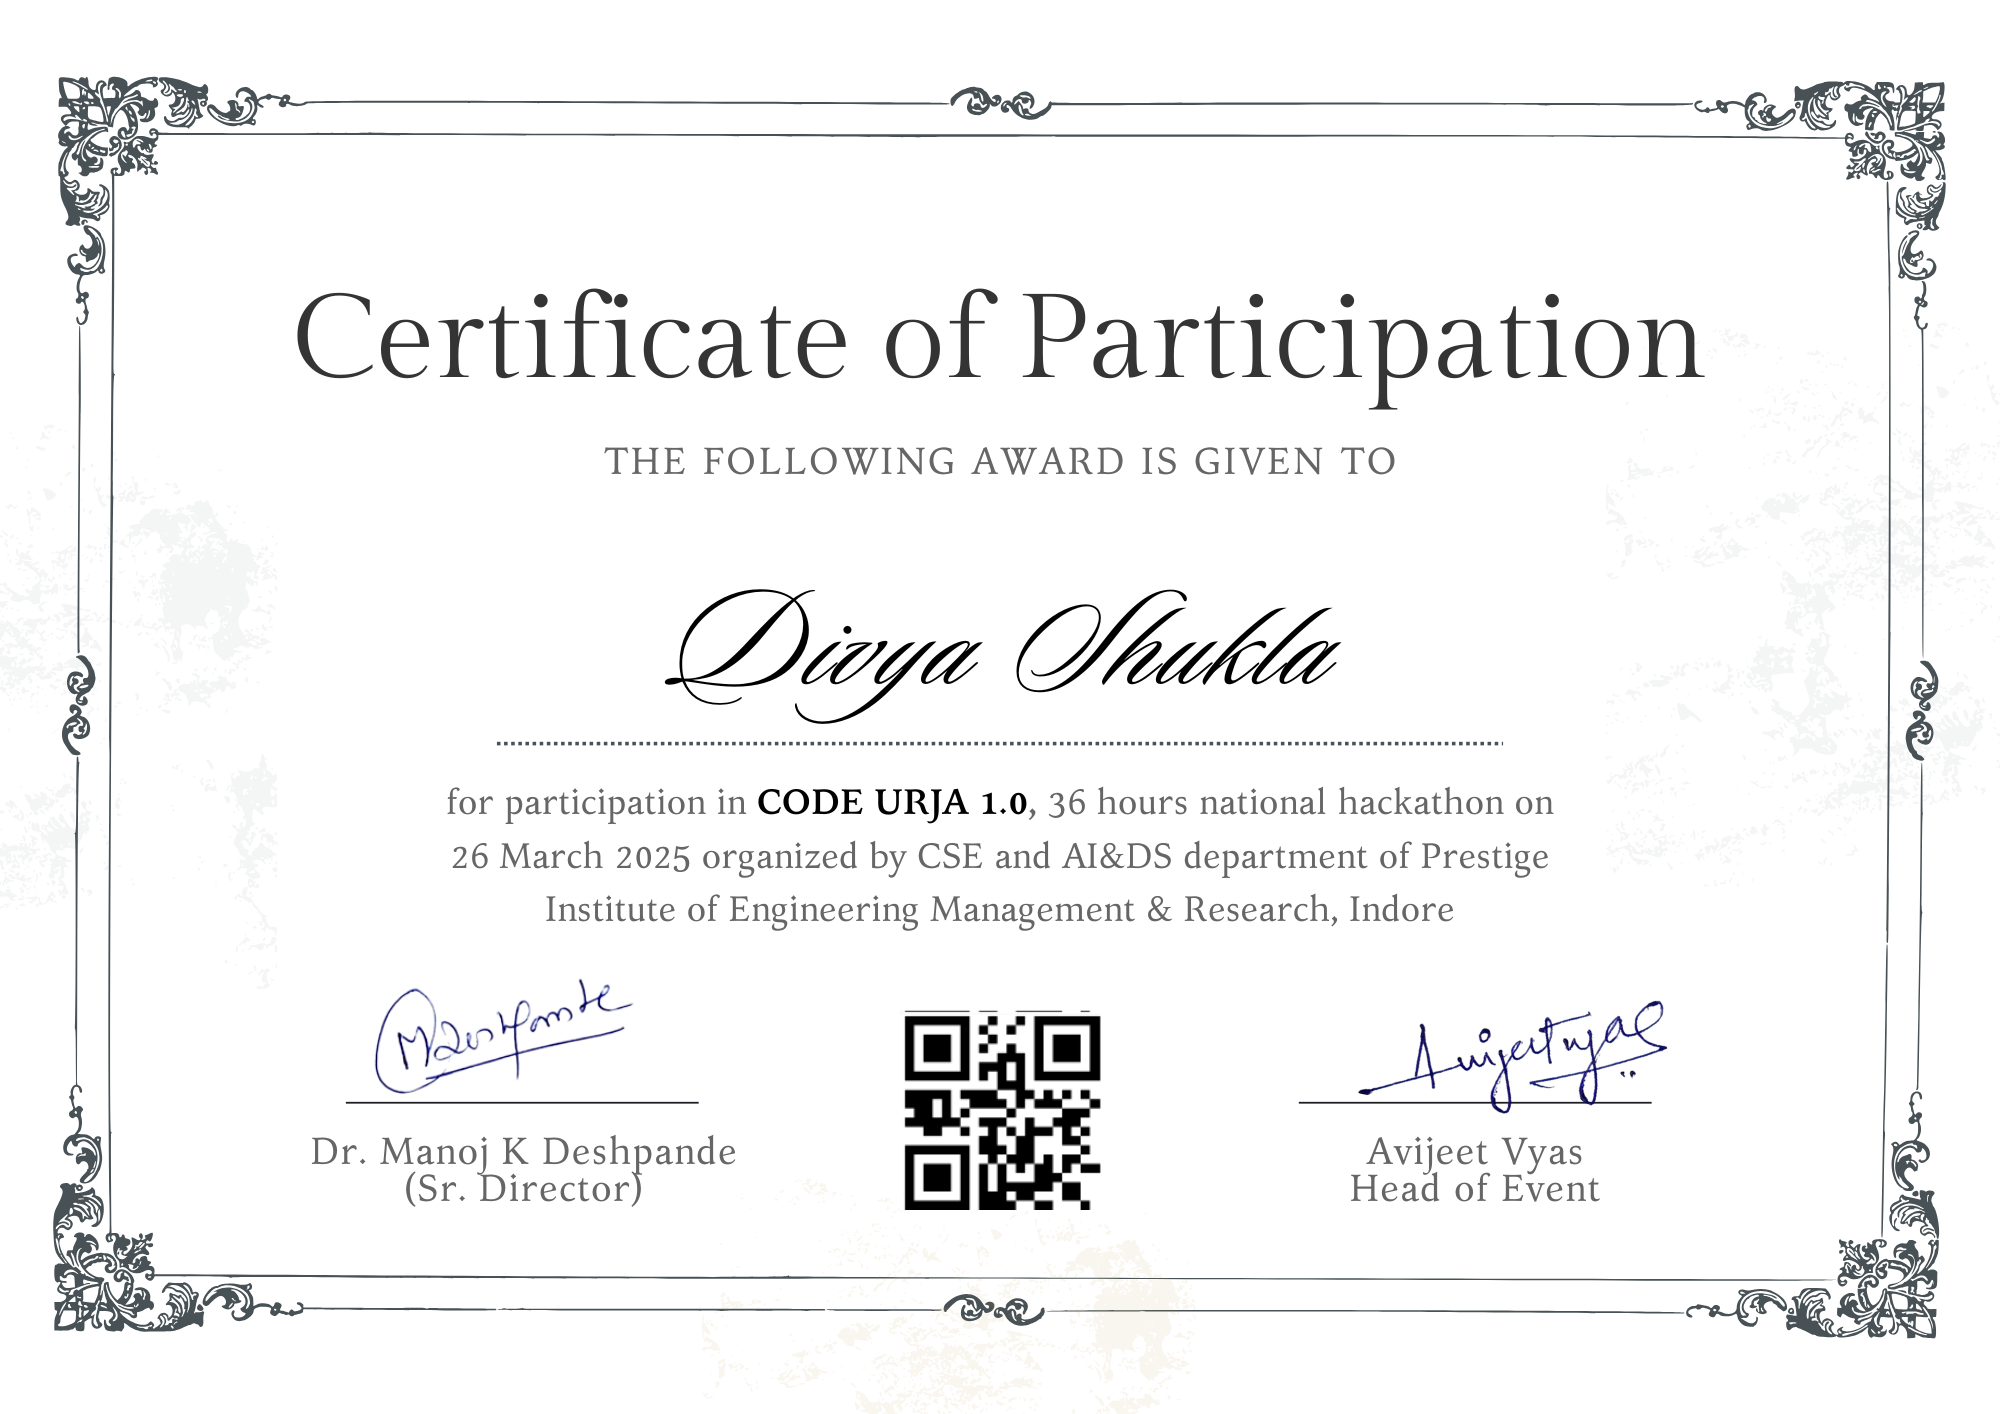 Certificate of Participation
THE FOLLOWING AWARD IS GIVEN TO
Divya Shukla
for participation in CODE URJA 1.0, 36 hours national hackathon on
26 March 2025 organized by CSE and AI&DS department of Prestige
Institute of Engineering Management & Research, Indore
MDeshpande
Avijeetvyas
Dr. Manoj K Deshpande
(Sr. Director)
Avijeet Vyas
Head of Event